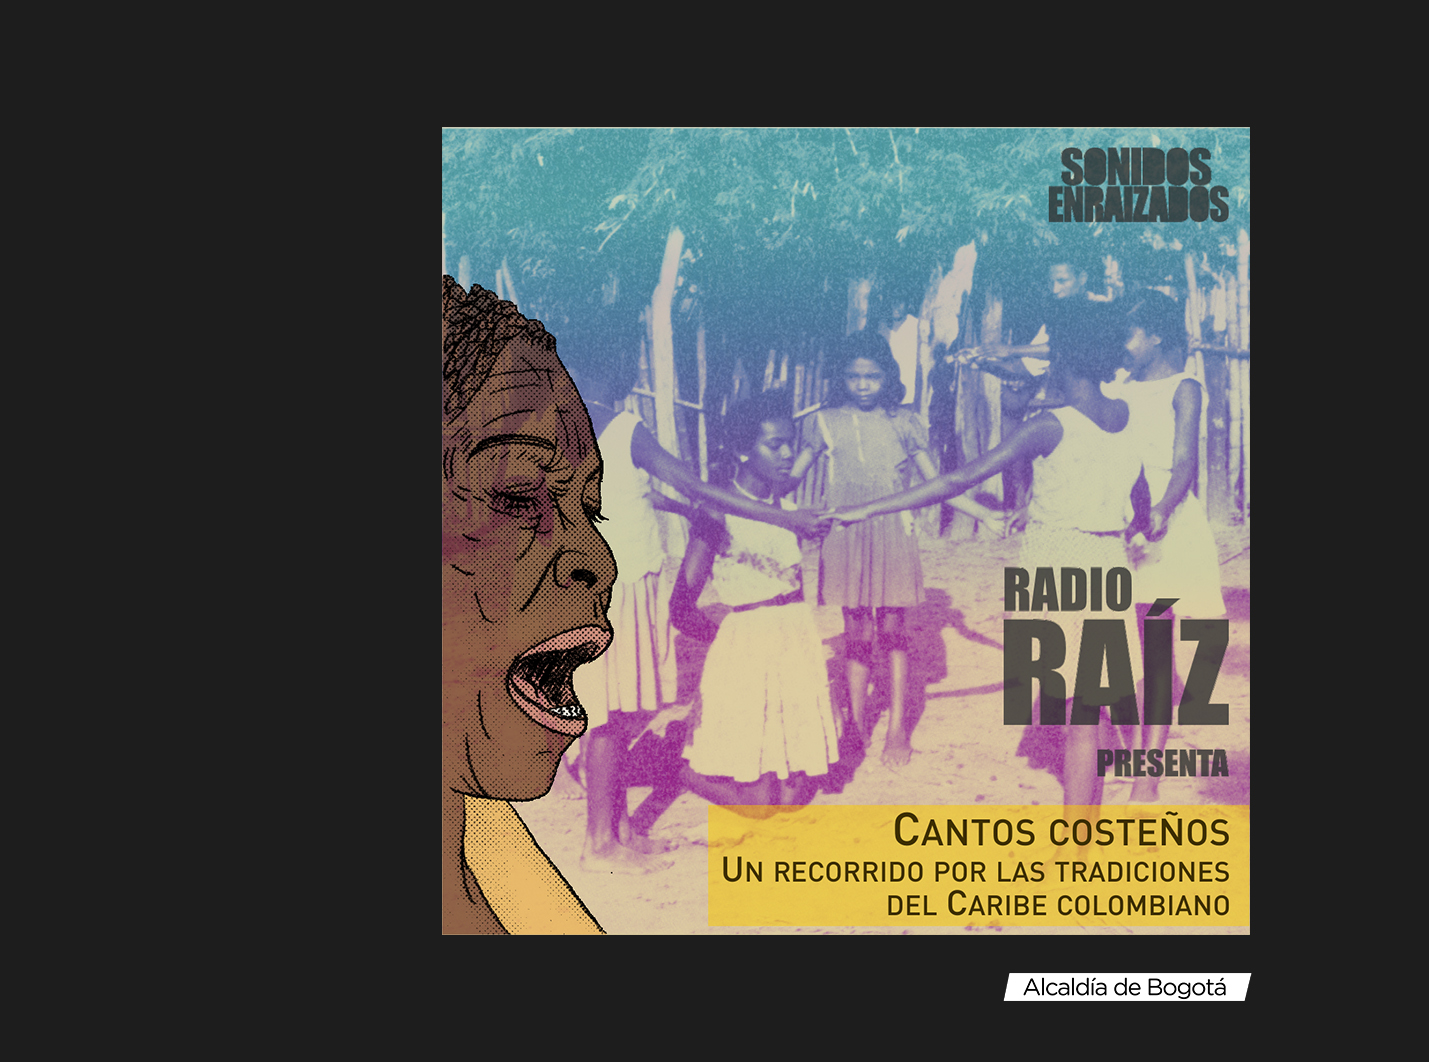 SONIDOS
ENRAIZADOS
RADIO
RAÍZ
PRESENTA
CANTOS COSTEÑOS
UN RECORRIDO POR LAS TRADICIONES
DEL CARIBE COLOMBIANO
Alcaldía de Bogotá